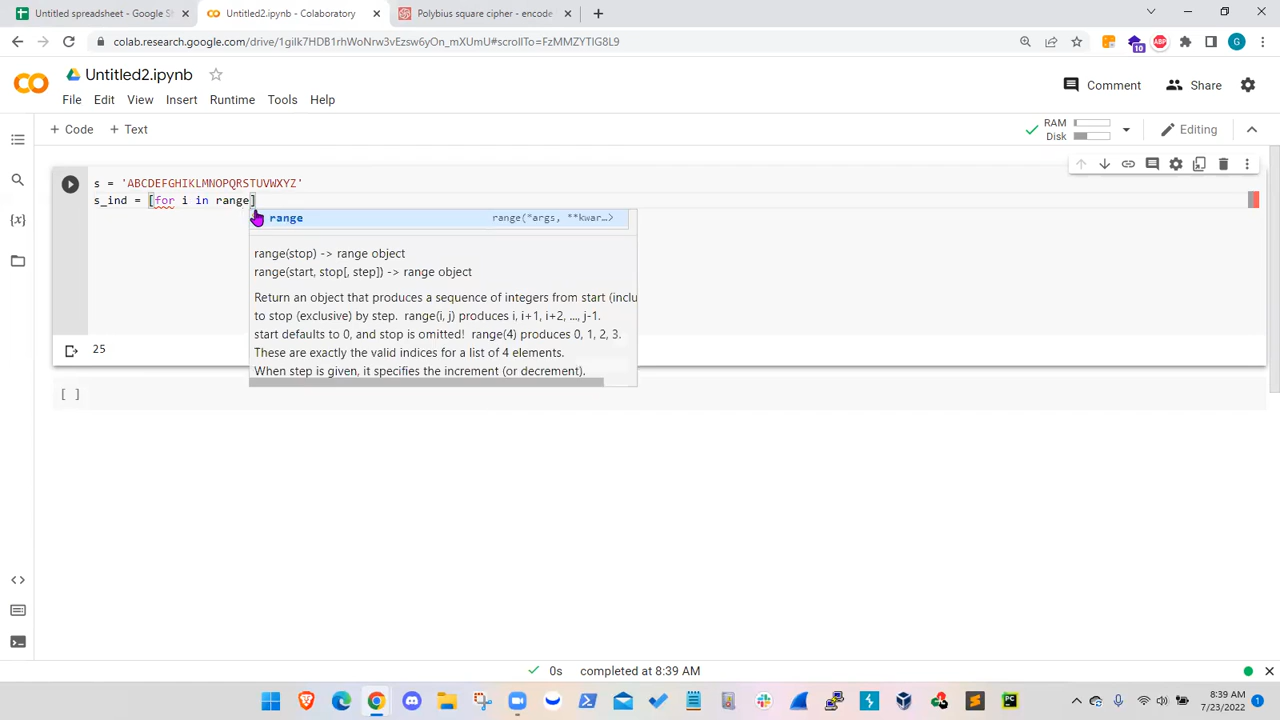 Untitled spreadsheet - Google S
Untitled2.ipynb - Colaboratory
Polybius square cipher - encode
colab.research.google.com/drive/
10
ABP
G
Untitled2.ipynb
Comment
Share
File Edit View Insert Runtime Tools Help
+ Code + Text
RAM
Disk
Editing
s = 'ABCDEFGHIKLMNOPQRSTUVWXYZ'
s_ind = [for i in range]
range range(*args, **kwar…>
range(stop) -> range object
range(start, stop[, step]) -> range object
Return an object that produces a sequence of integers from start (inclu
to stop (exclusive) by step. range(i, j) produces i, i+1, i+2, ..., j-1.
start defaults to 0, and stop is omitted! range(4) produces 0, 1, 2, 3.
These are exactly the valid indices for a list of 4 elements.
When step is given, it specifies the increment (or decrement).
25
[ ]
0s completed at 8:39 AM
8:39 AM
7/23/2022